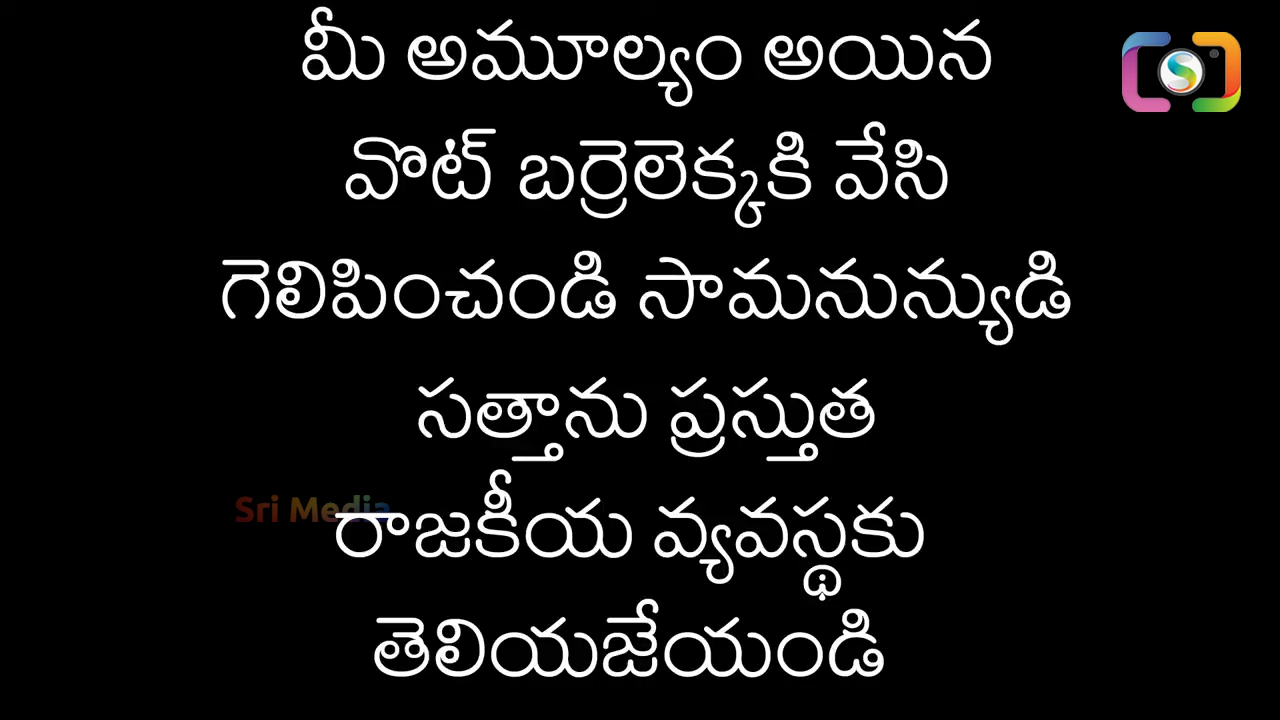 మీ అమూల్యం అయిన
వొట్ బర్రెలెక్కకి వేసి
గెలిపించండి సామనున్యుడి
సత్తాను ప్రస్తుత
Sri Media
రాజకీయ వ్యవస్థకు
తెలియజేయండి